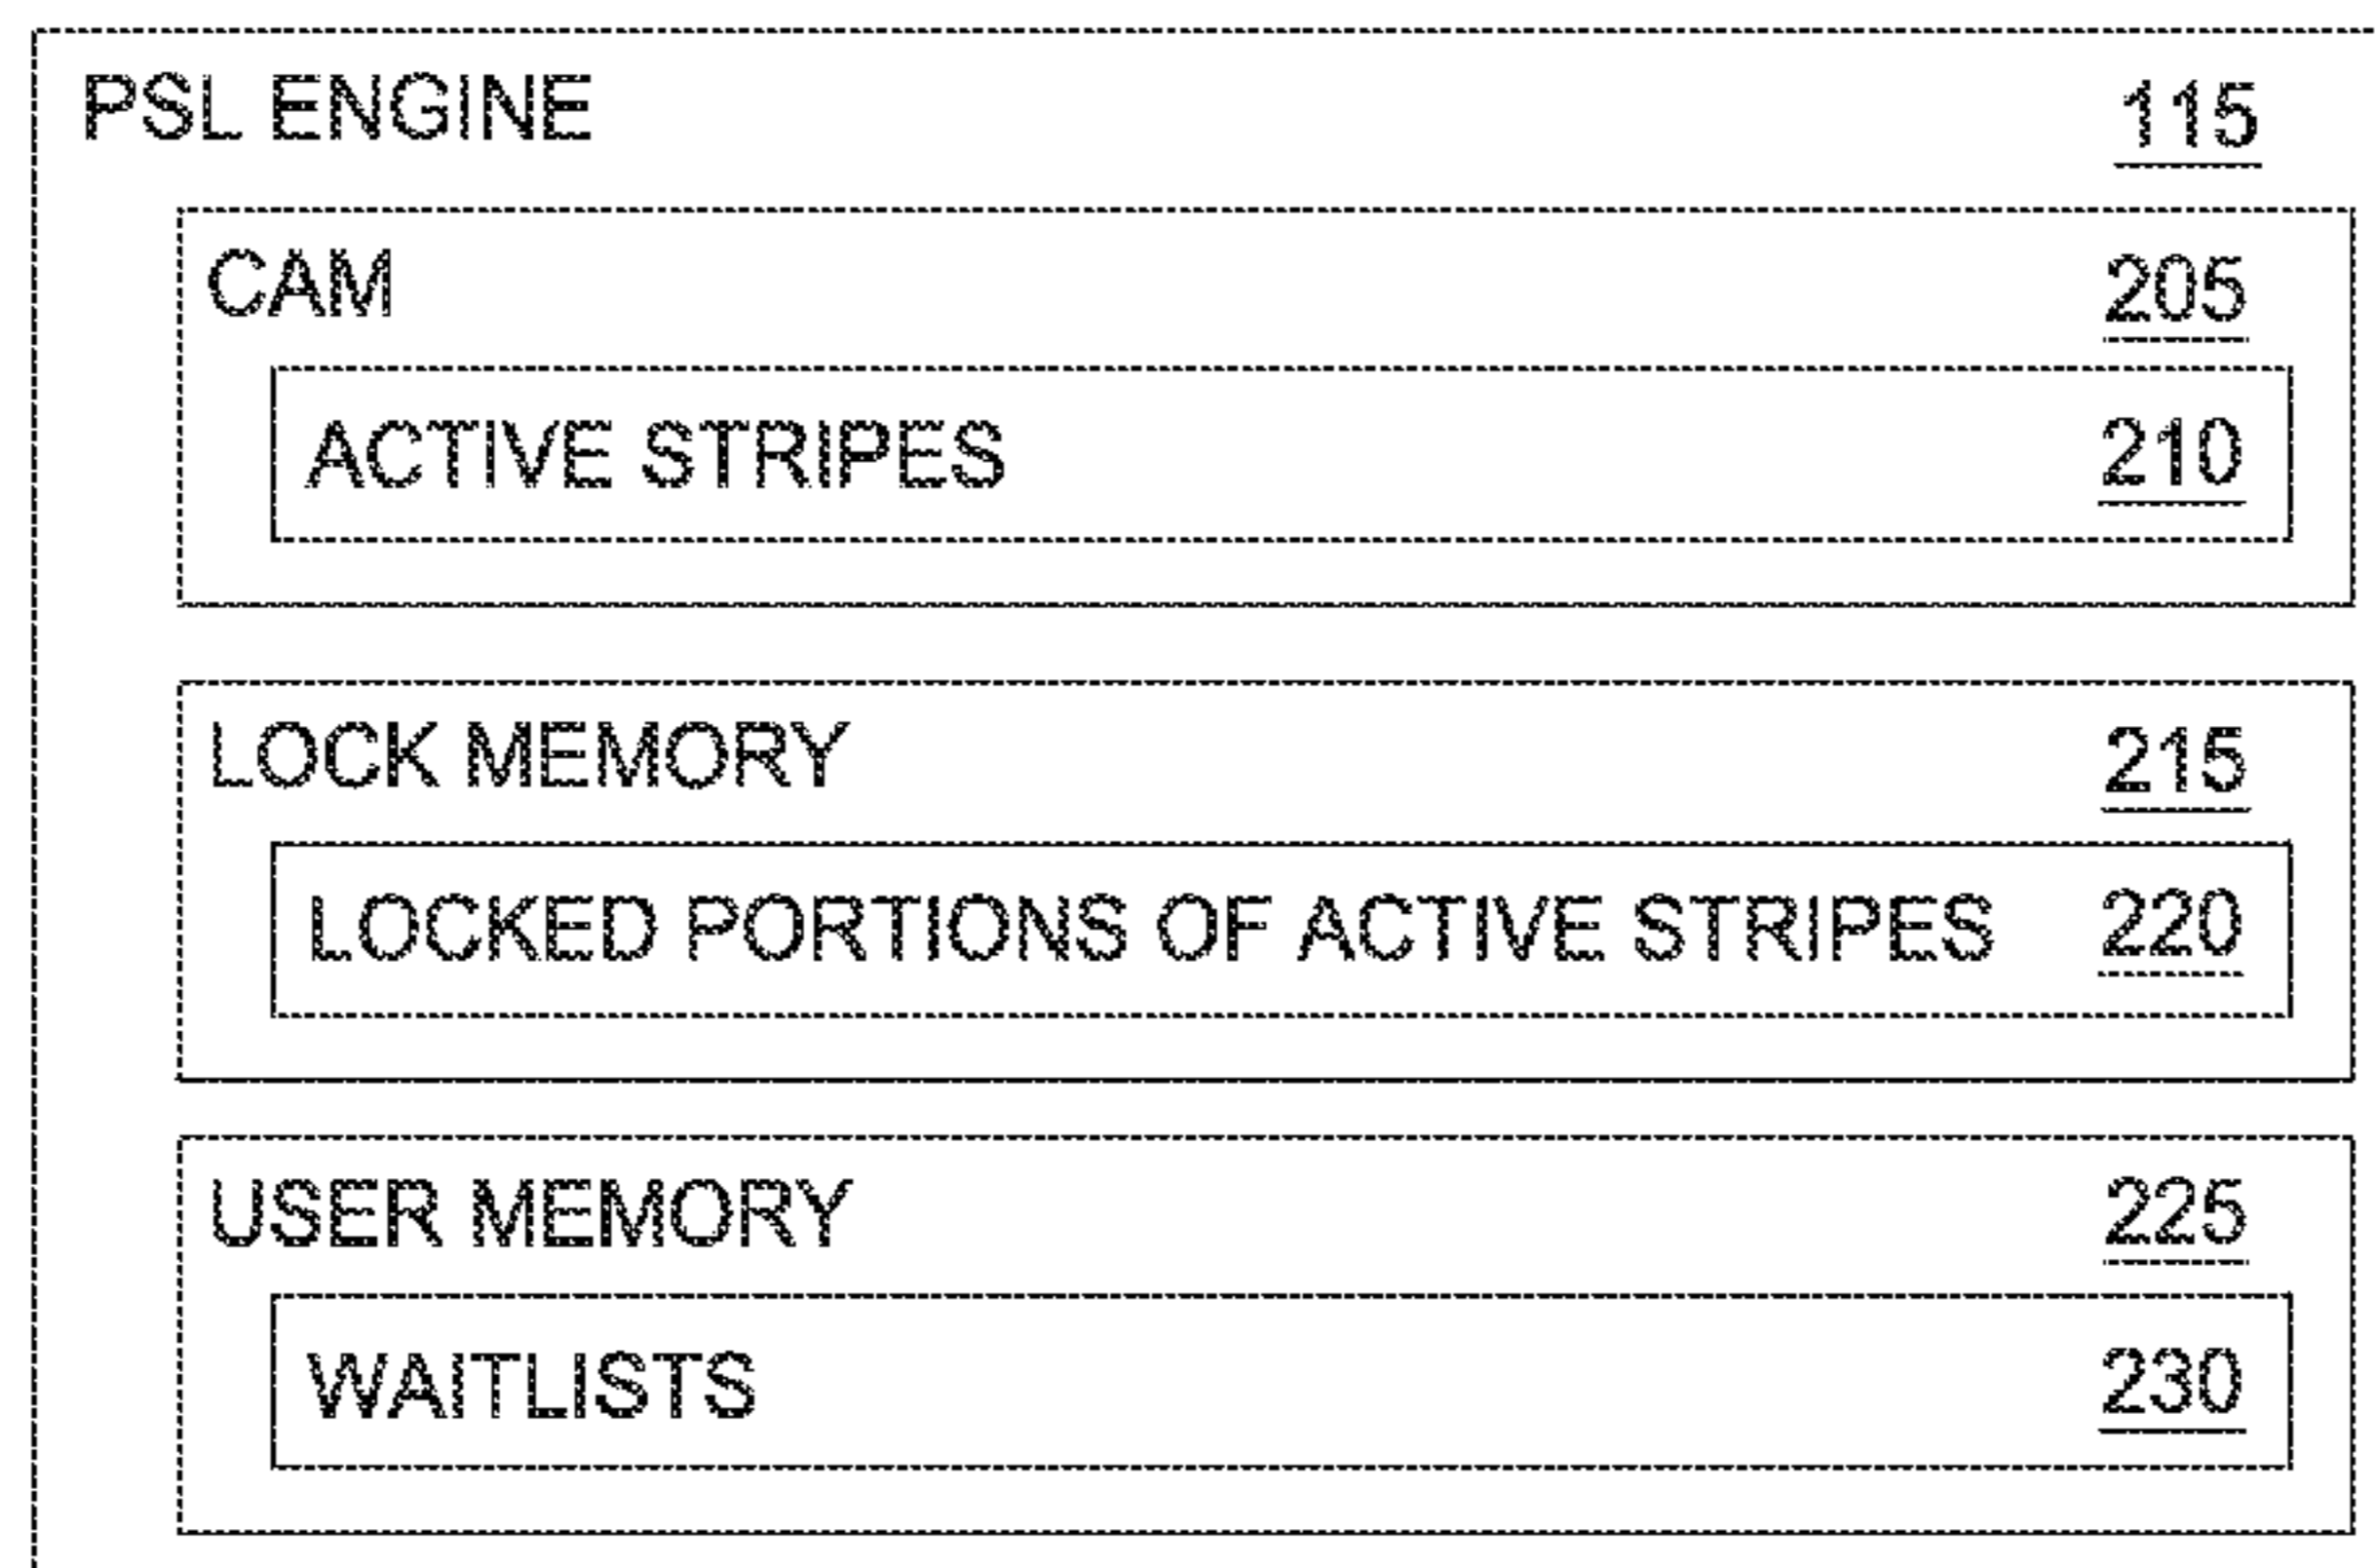 PSL ENGINE 115
CAM 205
ACTIVE STRIPES 210
LOCK MEMORY 215
LOCKED PORTIONS OF ACTIVE STRIPES 220
USER MEMORY 225
WAITLISTS 230